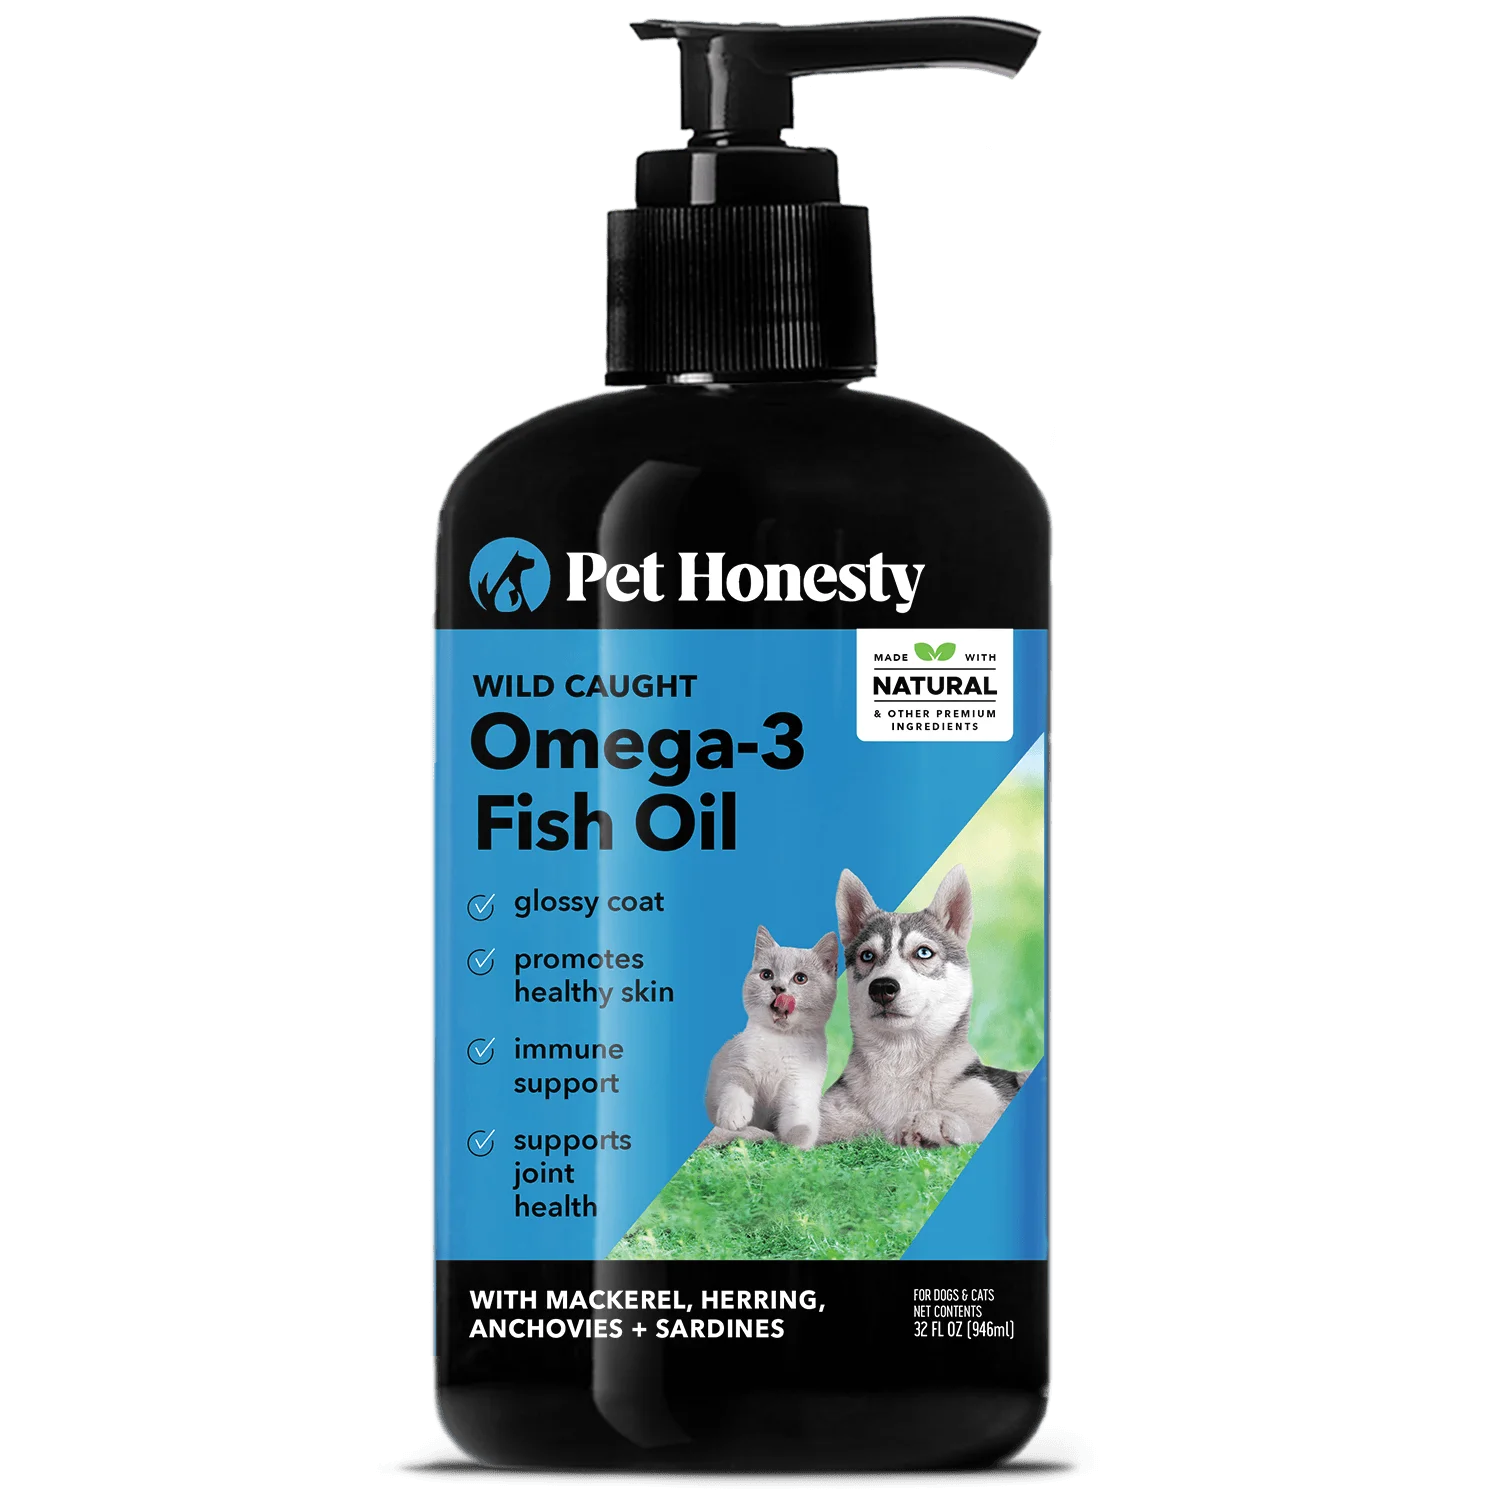 Pet Honesty
MADE WITH
NATURAL
& OTHER PREMIUM
INGREDIENTS
WILD CAUGHT
Omega-3
Fish Oil
glossy coat
promotes
healthy skin
immune
support
supports
joint
health
WITH MACKEREL, HERRING,
ANCHOVIES + SARDINES
FOR DOGS & CATS
NET CONTENTS
32 FL OZ (946ml)